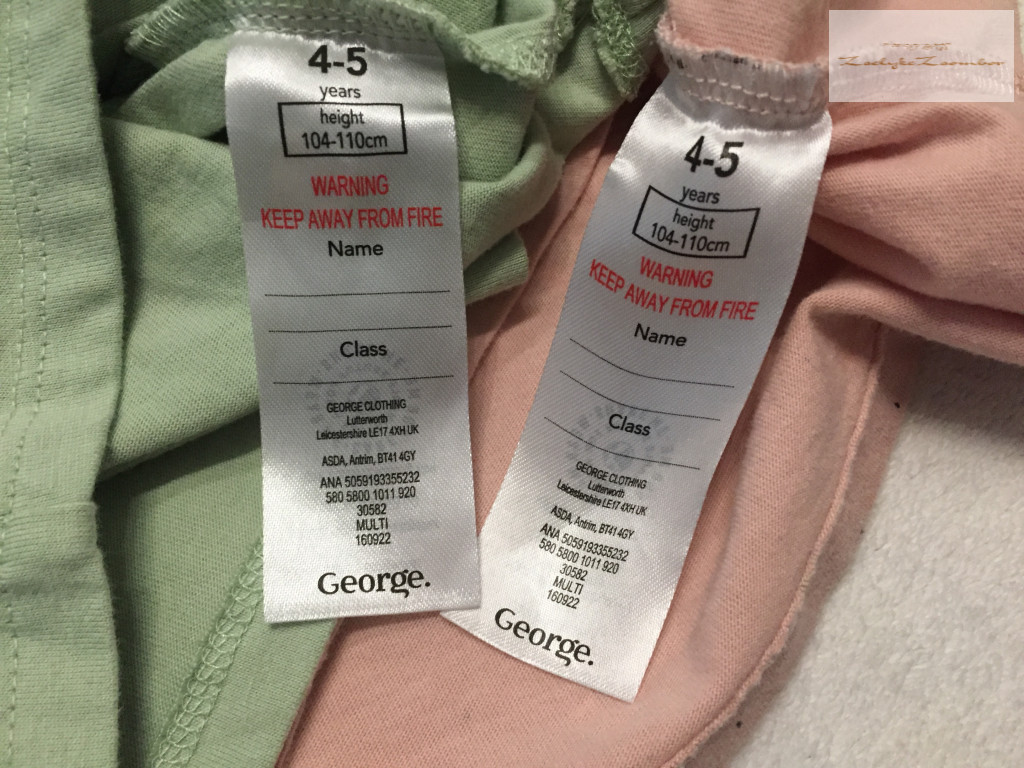 4-5
years
height
104-110cm
WARNING
KEEP AWAY FROM FIRE
Name
Class
GEORGE CLOTHING
Lutterworth
Leicestershire LE17 4XH UK
ASDA, Antrim, BT41 4GY
ANA 5059193355232
580 5800 1011 920
30582
MULTI
160922
George.
4-5
years
height
104-110cm
WARNING
KEEP AWAY FROM FIRE
Name
Class
GEORGE CLOTHING
Lutterworth
Leicestershire LE17 4XH UK
ASDA, Antrim, BT41 4GY
ANA 5059193355232
580 5800 1011 920
30582
MULTI
160922
George.